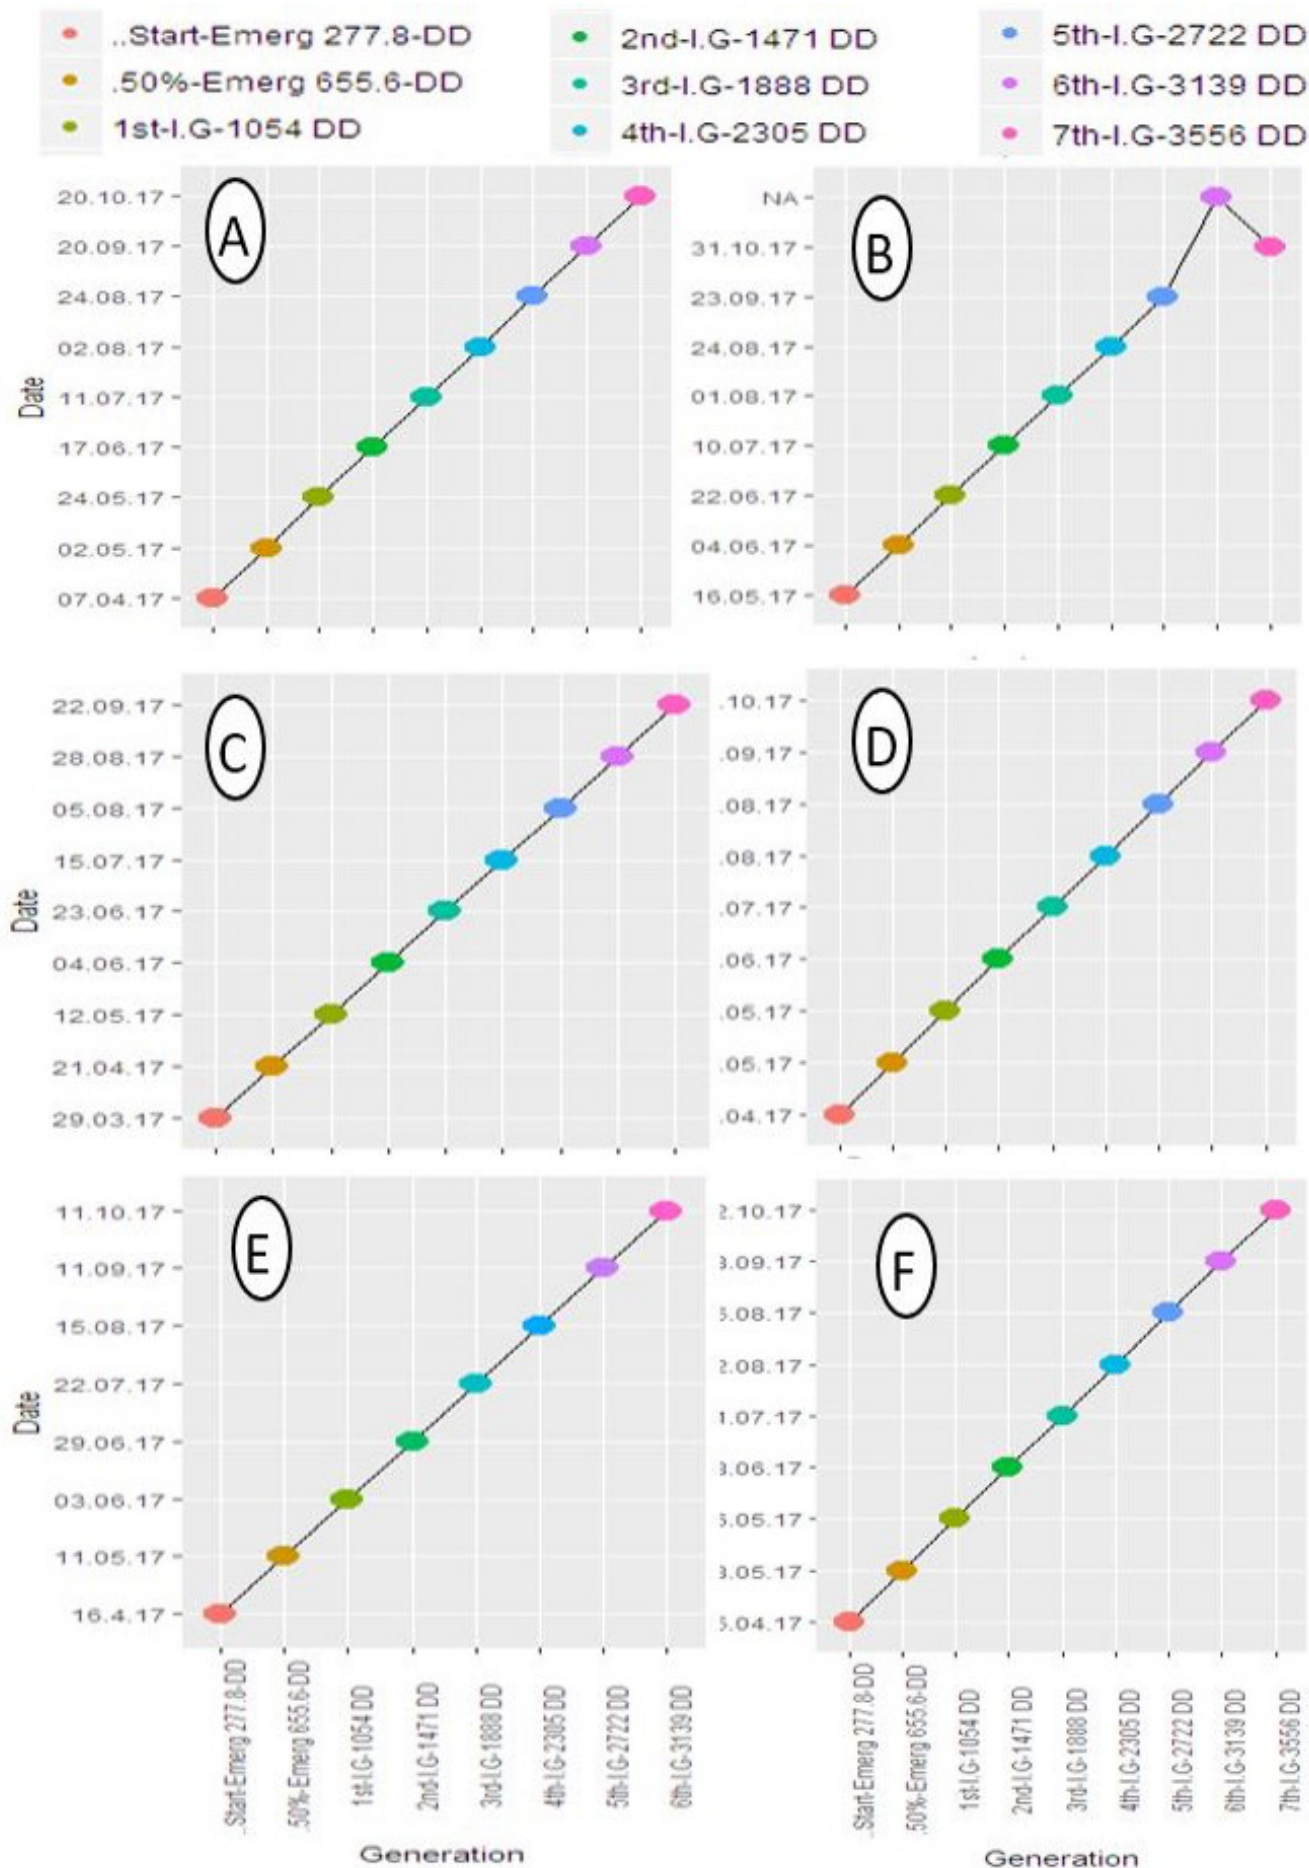 ..Start-Emerg 277.8-DD
.50%-Emerg 655.6-DD
1st-I.G-1054 DD
2nd-I.G-1471 DD
3rd-I.G-1888 DD
4th-I.G-2305 DD
5th-I.G-2722 DD
6th-I.G-3139 DD
7th-I.G-3556 DD
A
Date
20.10.17
20.09.17
24.08.17
02.08.17
11.07.17
17.06.17
24.05.17
02.05.17
07.04.17
B
NA
31.10.17
23.09.17
24.08.17
01.08.17
10.07.17
22.06.17
04.06.17
16.05.17
C
Date
22.09.17
28.08.17
05.08.17
15.07.17
23.06.17
04.06.17
12.05.17
21.04.17
29.03.17
D
.10.17
.09.17
.08.17
.08.17
.07.17
.06.17
.05.17
.05.17
.04.17
E
Date
11.10.17
11.09.17
15.08.17
22.07.17
29.06.17
03.06.17
11.05.17
16.4.17
..Start-Emerg 277.8-DD
.50%-Emerg 655.6-DD
1st-I.G-1054 DD
2nd-I.G-1471 DD
3rd-I.G-1888 DD
4th-I.G-2305 DD
5th-I.G-2722 DD
6th-I.G-3139 DD
Generation
F
.10.17
.09.17
.08.17
.08.17
.07.17
.06.17
.05.17
.05.17
.04.17
..Start-Emerg 277.8-DD
.50%-Emerg 655.6-DD
1st-I.G-1054 DD
2nd-I.G-1471 DD
3rd-I.G-1888 DD
4th-I.G-2305 DD
5th-I.G-2722 DD
6th-I.G-3139 DD
7th-I.G-3556 DD
Generation